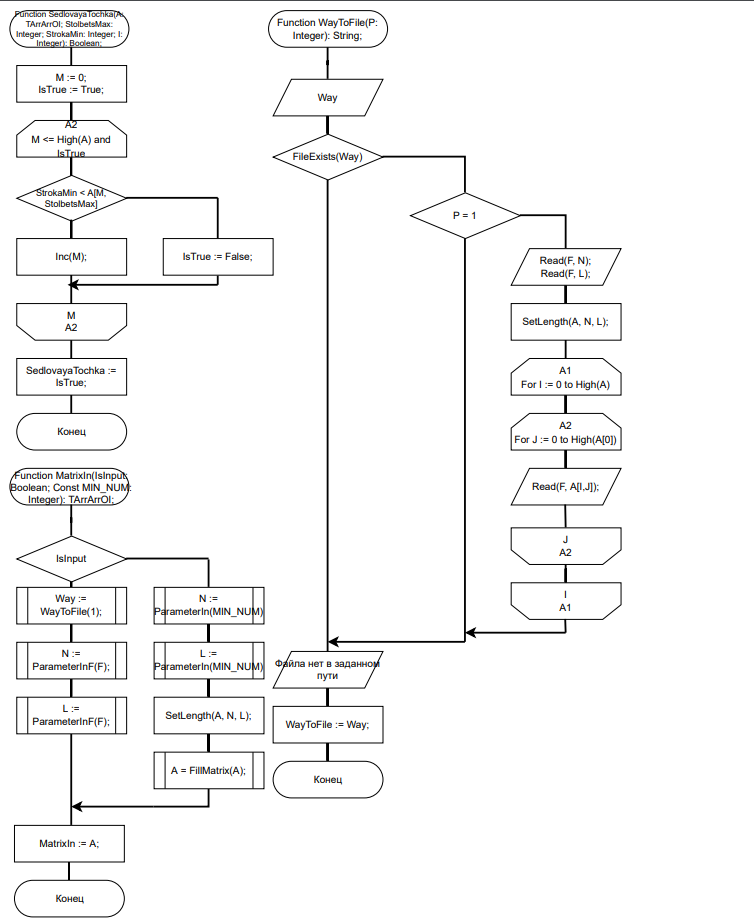 Function SedlovayaTochka(A:
TArrArrOI; StolbetsMax:
Integer; StrokaMin: Integer; I:
Integer): Boolean;
M := 0;
IsTrue := True;
A2
M <= High(A) and
IsTrue
StrokaMin < A[M,
StolbetsMax]
Inc(M);
IsTrue := False;
M
A2
SedlovayaTochka :=
IsTrue;
Конец
Function MatrixIn(IsInput:
Boolean; Const MIN_NUM:
Integer): TArrArrOI;
IsInput
Way :=
WayToFile(1);
N :=
ParameterInF(F);
L :=
ParameterInF(F);
N :=
ParameterIn(MIN_NUM)
L :=
ParameterIn(MIN_NUM)
SetLength(A, N, L);
A = FillMatrix(A);
MatrixIn := A;
Конец
Function WayToFile(P:
Integer): String;
Way
FileExists(Way)
P = 1
Read(F, N);
Read(F, L);
SetLength(A, N, L);
A1
For I := 0 to High(A)
A2
For J := 0 to High(A[0])
Read(F, A[I,J]);
J
A2
I
A1
Файла нет в заданном
пути
WayToFile := Way;
Конец